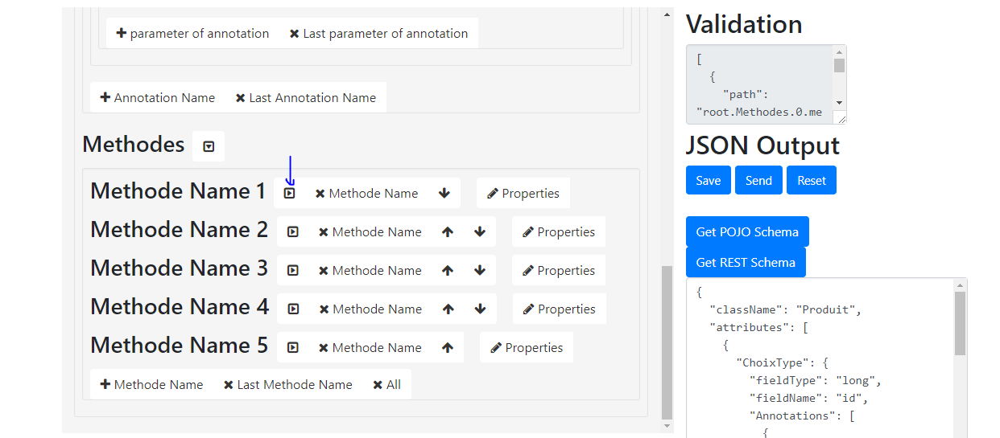 parameter of annotation Last parameter of annotation
Annotation Name Last Annotation Name
Methodes
Methode Name 1 Methode Name Properties
Methode Name 2 Methode Name Properties
Methode Name 3 Methode Name Properties
Methode Name 4 Methode Name Properties
Methode Name 5 Methode Name Properties
Methode Name Last Methode Name All
Validation
[
{
"path":
"root.Methodes.0.me
JSON Output
Save Send Reset
Get POJO Schema
Get REST Schema
{
"className": "Produit",
"attributes": [
{
"ChoixType": {
"fieldType": "long",
"fieldName": "id",
"Annotations": [
{